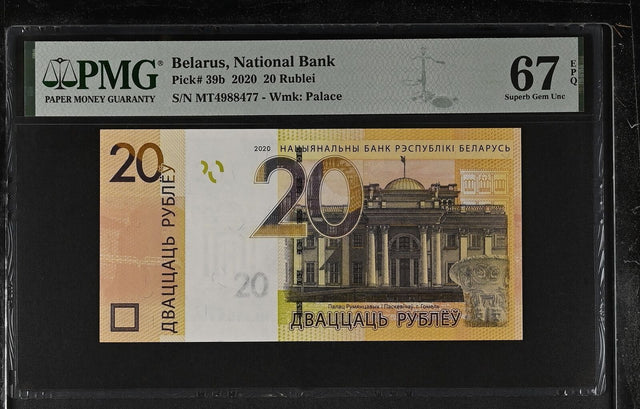 PMG®
PAPER MONEY GUARANTY
Belarus, National Bank
Pick# 39b 2020 20 Rublei
S/N MT4988477 - Wmk: Palace
67
EPQ
Superb Gem Unc
20
2020
НАЦЫЯНАЛЬНЫ БАНК РЭСПУБЛІКІ БЕЛАРУСЬ
20
ДВАЦЦАЦЬ РУБЛЁЎ
20
Палац Румянцавых і Паскевічаў, г. Гомель
ДВАЦЦАЦЬ РУБЛЁЎ